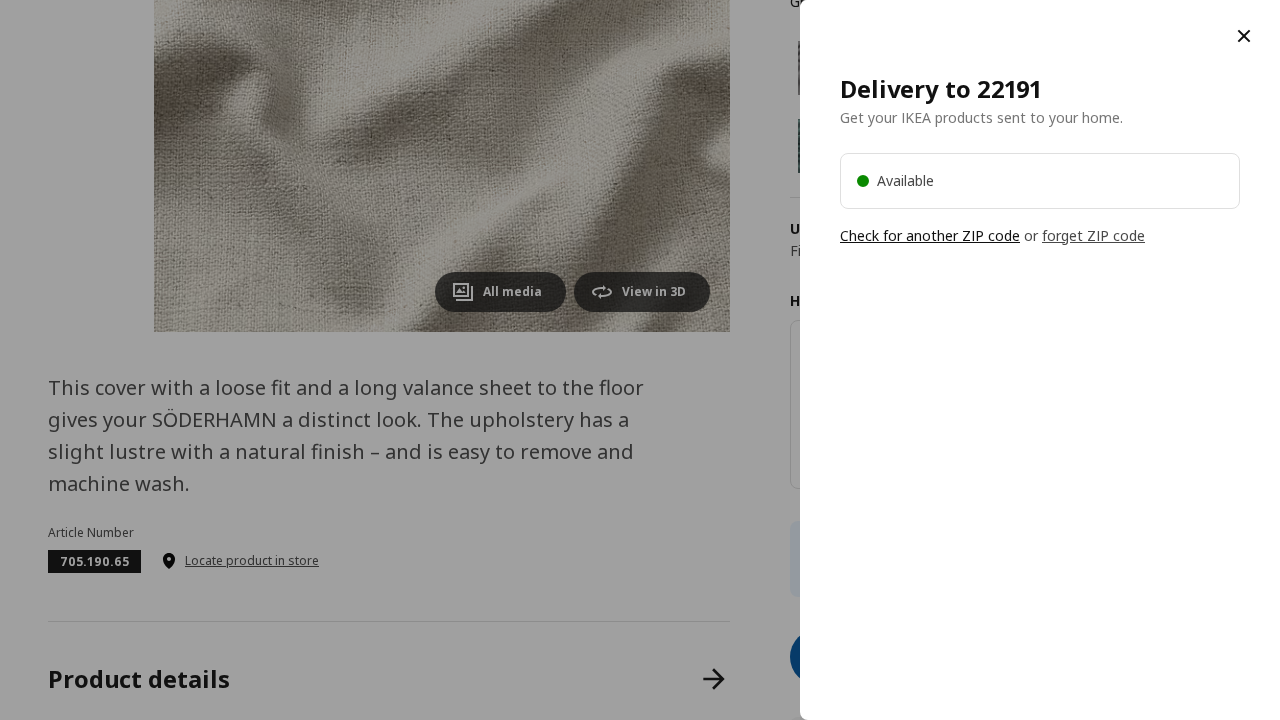 Delivery to 22191
Get your IKEA products sent to your home.
Available
Check for another ZIP code or forget ZIP code
All media
View in 3D
This cover with a loose fit and a long valance sheet to the floor
gives your SÖDERHAMN a distinct look. The upholstery has a
slight lustre with a natural finish – and is easy to remove and
machine wash.
Article Number
705.190.65
Locate product in store
Product details